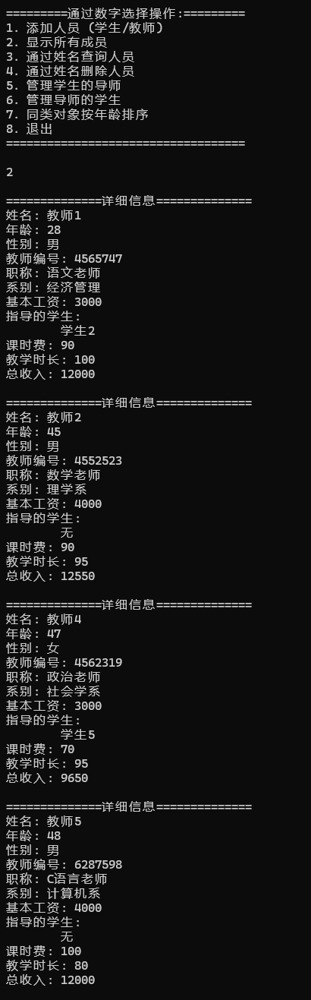 =========通过数字选择操作:=========
1. 添加人员 (学生/教师)
2. 显示所有成员
3. 通过姓名查询人员
4. 通过姓名删除人员
5. 管理学生的导师
6. 管理导师的学生
7. 同类对象按年龄排序
8. 退出
===================================
2
==============详细信息==============
姓名: 教师1
年龄: 28
性别: 男
教师编号: 4565747
职称: 语文老师
系别: 经济管理
基本工资: 3000
指导的学生:
学生2
课时费: 90
教学时长: 100
总收入: 12000
==============详细信息==============
姓名: 教师2
年龄: 45
性别: 男
教师编号: 4552523
职称: 数学老师
系别: 理学系
基本工资: 4000
指导的学生:
无
课时费: 90
教学时长: 95
总收入: 12550
==============详细信息==============
姓名: 教师4
年龄: 47
性别: 女
教师编号: 4562319
职称: 政治老师
系别: 社会学系
基本工资: 3000
指导的学生:
学生5
课时费: 70
教学时长: 95
总收入: 9650
==============详细信息==============
姓名: 教师5
年龄: 48
性别: 男
教师编号: 6287598
职称: C语言老师
系别: 计算机系
基本工资: 4000
指导的学生:
无
课时费: 100
教学时长: 80
总收入: 12000